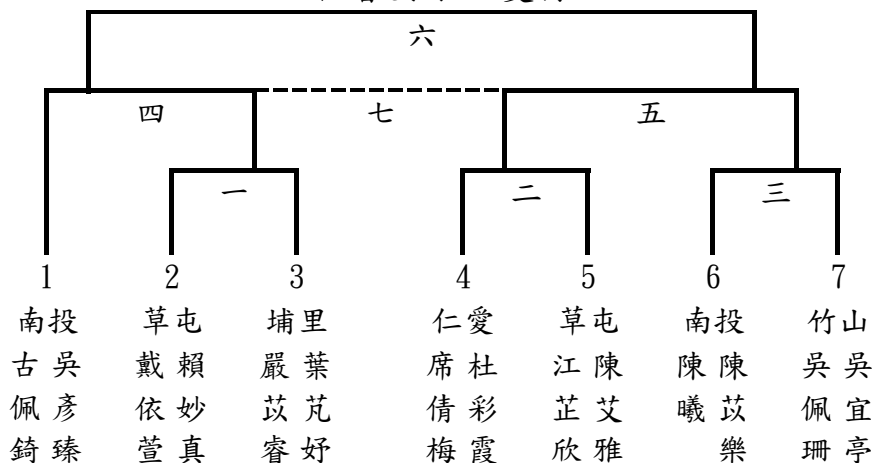 六
四 七 五
一 二 三
1 2 3 4 5 6 7
南投 草屯 埔里 仁愛 草屯 南投 竹山
古吳 戴賴 嚴葉 席杜 江陳 陳陳 吳吳
佩彥 依妙 苡芃 倩彩 芷艾 曦苡 佩宜
錡臻 萱真 睿妤 梅霞 欣雅 樂 珊亭